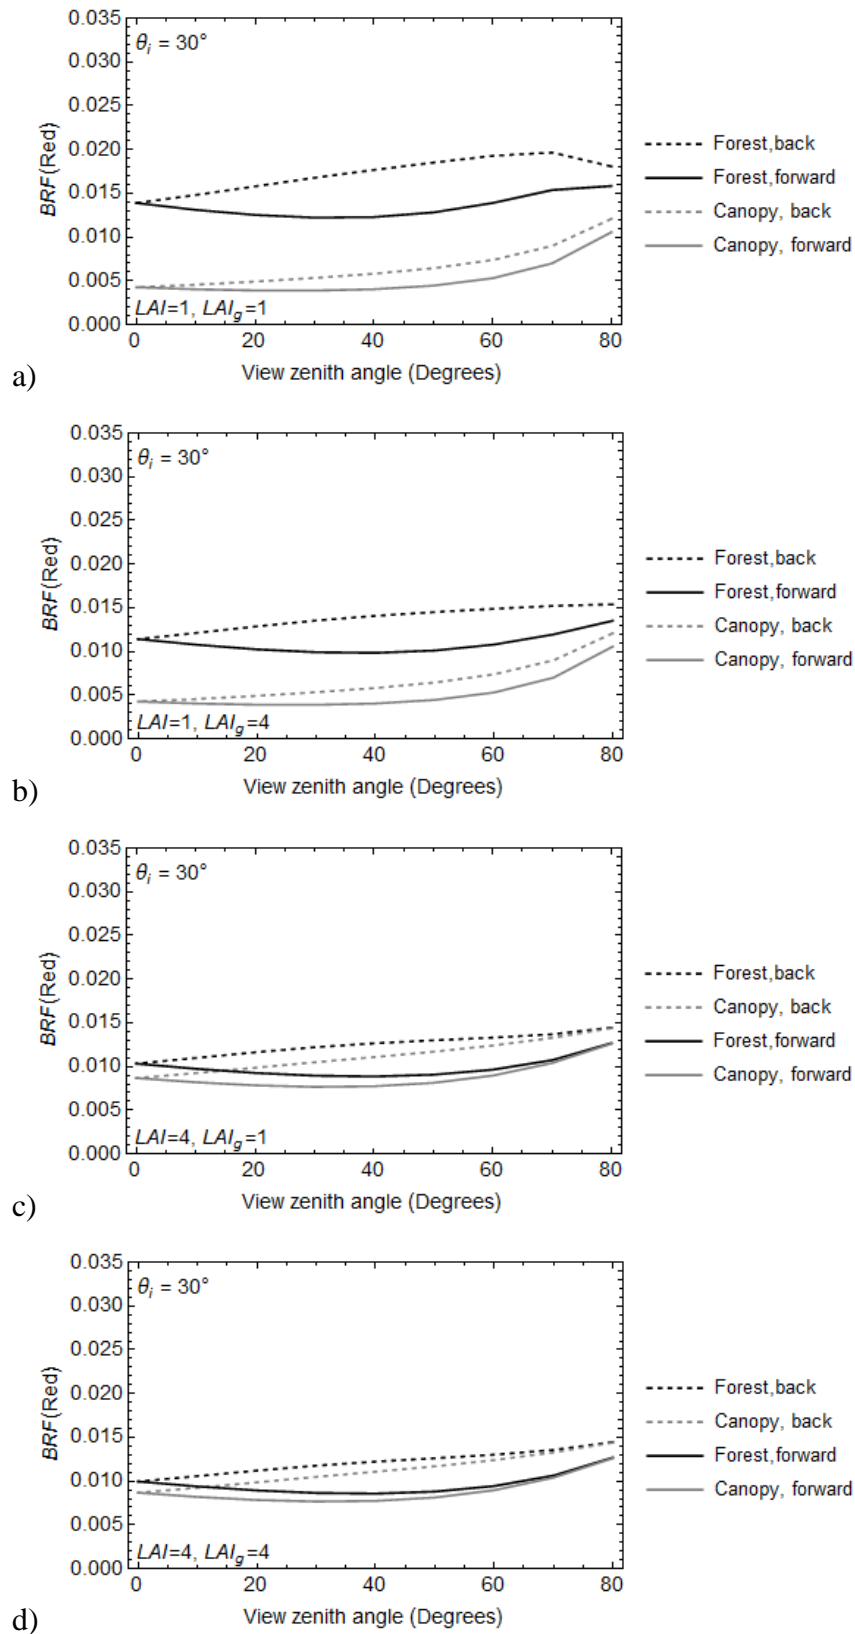 0.035
θi = 30°
0.030
0.025
0.020
0.015
0.010
0.005
0.000
BRF(Red)
LAI=1, LAIg=1
0 20 40 60 80
View zenith angle (Degrees)
Forest,back
Forest,forward
Canopy, back
Canopy, forward
a)
0.035
θi = 30°
0.030
0.025
0.020
0.015
0.010
0.005
0.000
BRF(Red)
LAI=1, LAIg=4
0 20 40 60 80
View zenith angle (Degrees)
Forest,back
Forest,forward
Canopy, back
Canopy, forward
b)
0.035
θi = 30°
0.030
0.025
0.020
0.015
0.010
0.005
0.000
BRF(Red)
LAI=4, LAIg=1
0 20 40 60 80
View zenith angle (Degrees)
Forest,back
Canopy, back
Forest,forward
Canopy, forward
c)
0.035
θi = 30°
0.030
0.025
0.020
0.015
0.010
0.005
0.000
BRF(Red)
LAI=4, LAIg=4
0 20 40 60 80
View zenith angle (Degrees)
Forest,back
Canopy, back
Forest,forward
Canopy, forward
d)